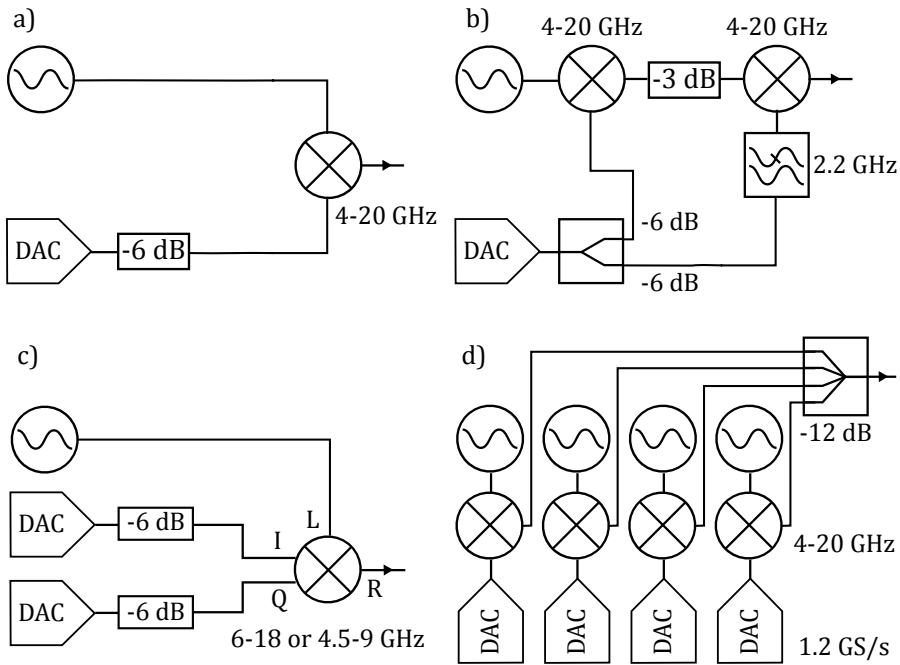 a)
DAC
-6 dB
4-20 GHz
b)
4-20 GHz
4-20 GHz
-3 dB
2.2 GHz
DAC
-6 dB
-6 dB
c)
DAC
-6 dB
DAC
-6 dB
I
Q
L
R
6-18 or 4.5-9 GHz
d)
-12 dB
4-20 GHz
DAC
DAC
DAC
DAC
1.2 GS/s